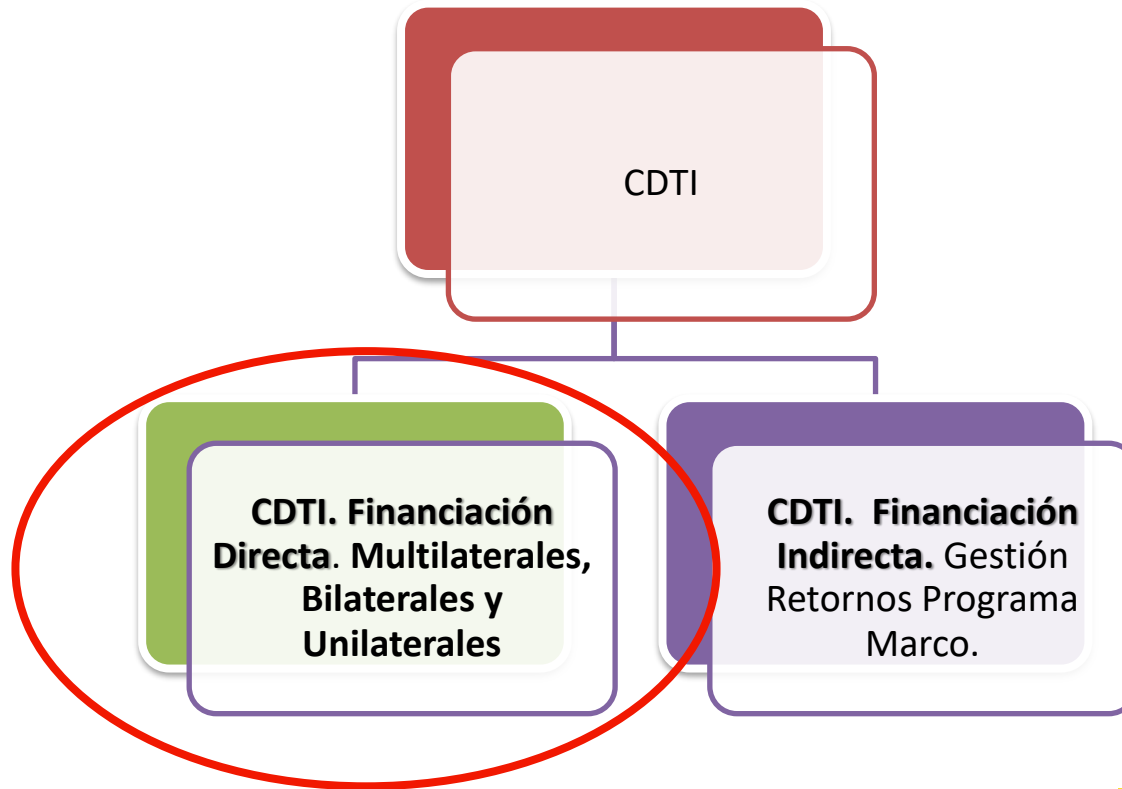 CDTI
CDTI. Financiación
Directa. Multilaterales,
Bilaterales y
Unilaterales
CDTI. Financiación
Indirecta. Gestión
Retornos Programa
Marco.